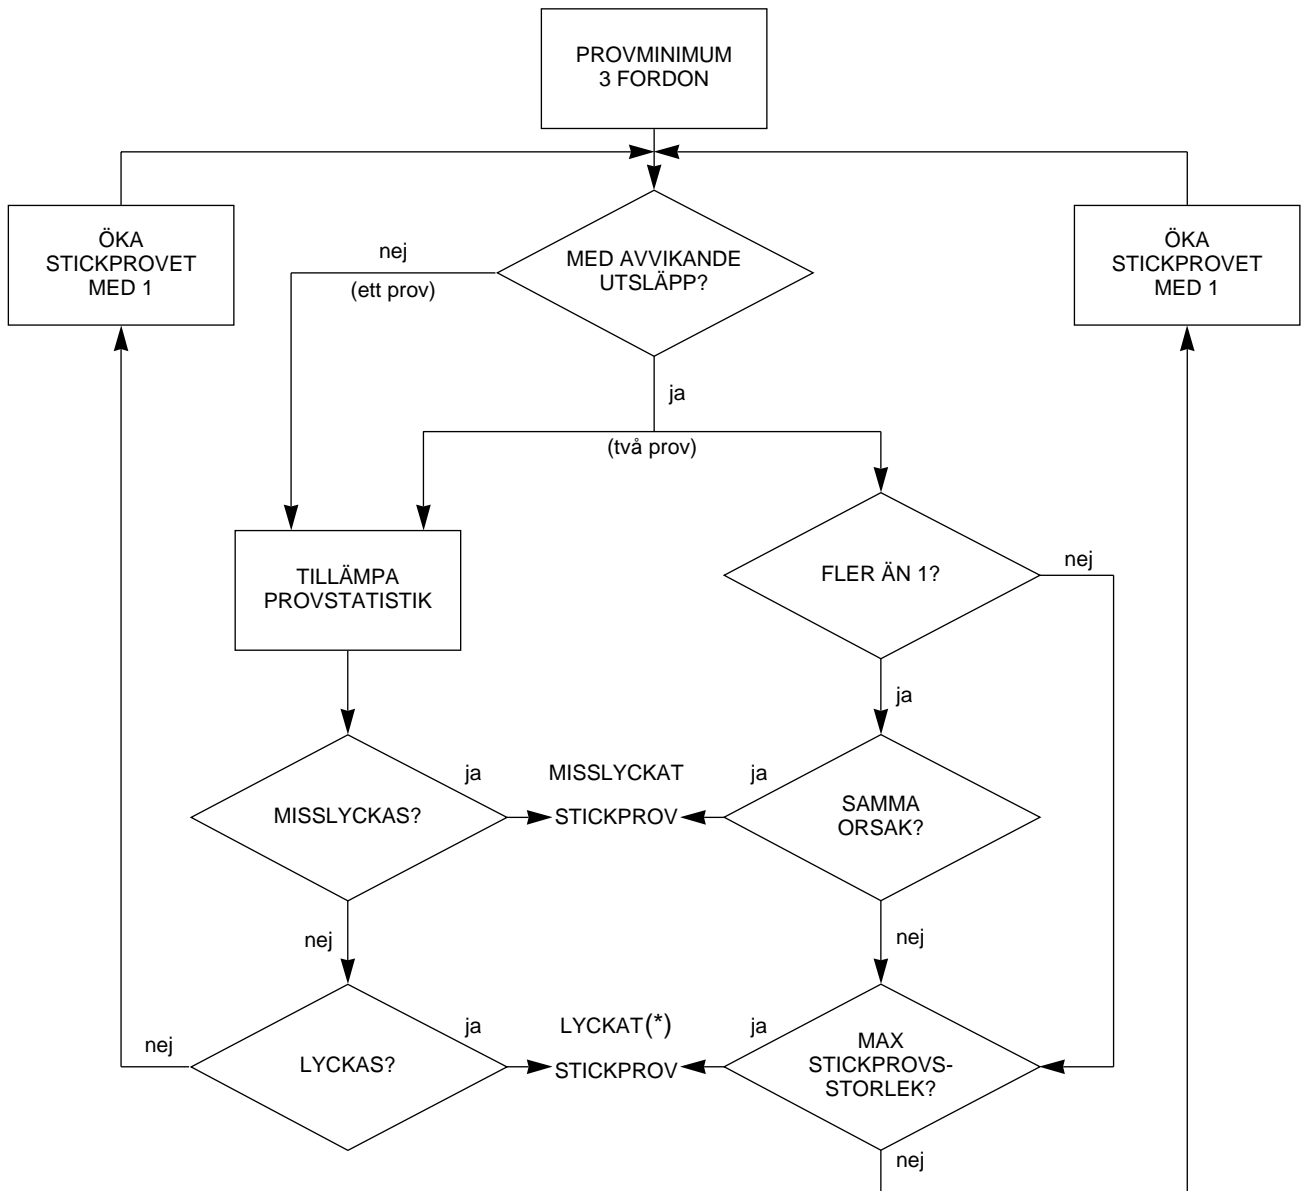 PROVMINIMUM
3 FORDON
ÖKA
STICKPROVET
MED 1
nej
(ett prov)
MED AVVIKANDE
UTSLÄPP?
ÖKA
STICKPROVET
MED 1
ja
(två prov)
TILLÄMPA
PROVSTATISTIK
FLER ÄN 1?
nej
ja
MISSLYCKAS?
ja
MISSLYCKAT
STICKPROV
ja
SAMMA
ORSAK?
nej
nej
nej
LYCKAS?
ja
LYCKAT(*)
STICKPROV
ja
MAX
STICKPROVS-
STORLEK?
nej